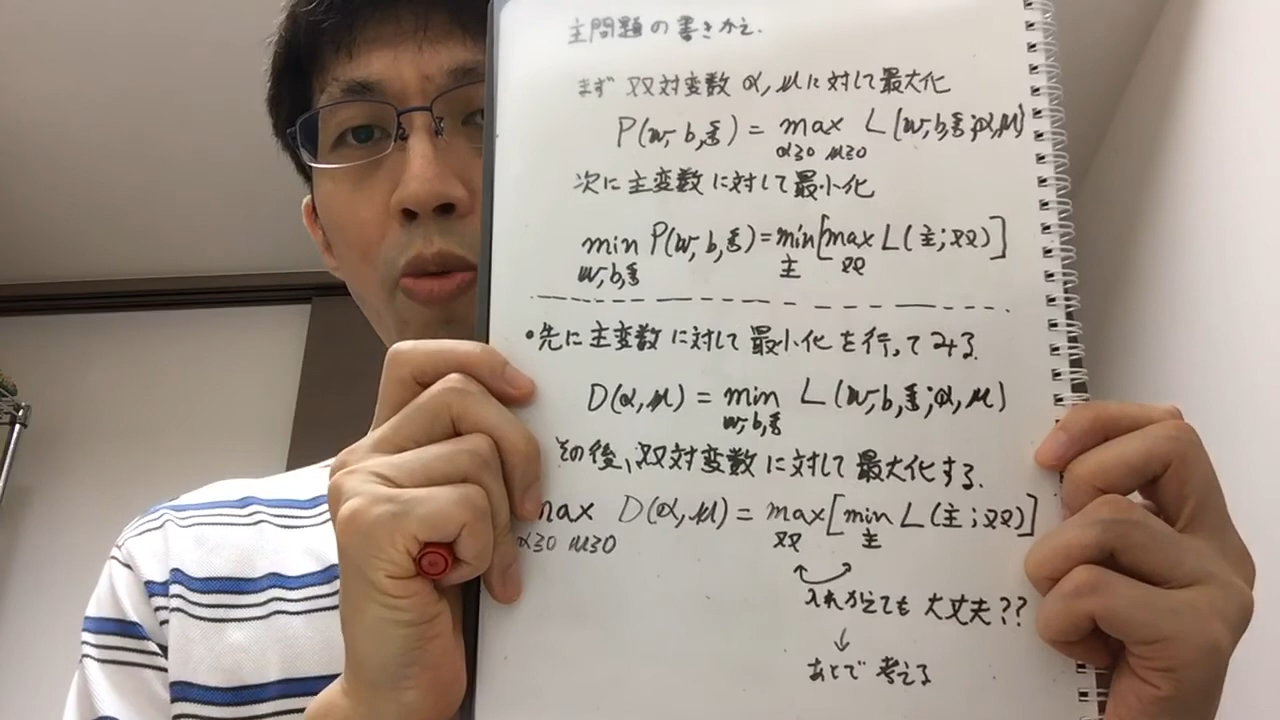 主問題の書きかえ.
まず 双対変数 α, μに対して最大化
P(w, b, ξ) = max L(w, b, ξ; α, μ)
α≥0 μ≥0
次に主変数に対して最小化
min P(w, b, ξ) = min[max L(主; 双)]
w, b, ξ 主 双
•先に主変数に対して最小化を行ってみる.
D(α, μ) = min L(w, b, ξ; α, μ)
w, b, ξ
その後、双対変数に対して最大化する.
max D(α, μ) = max[min L(主; 双)]
α≥0 μ≥0 双 主
入れかえても大丈夫??
↓
あとで考える